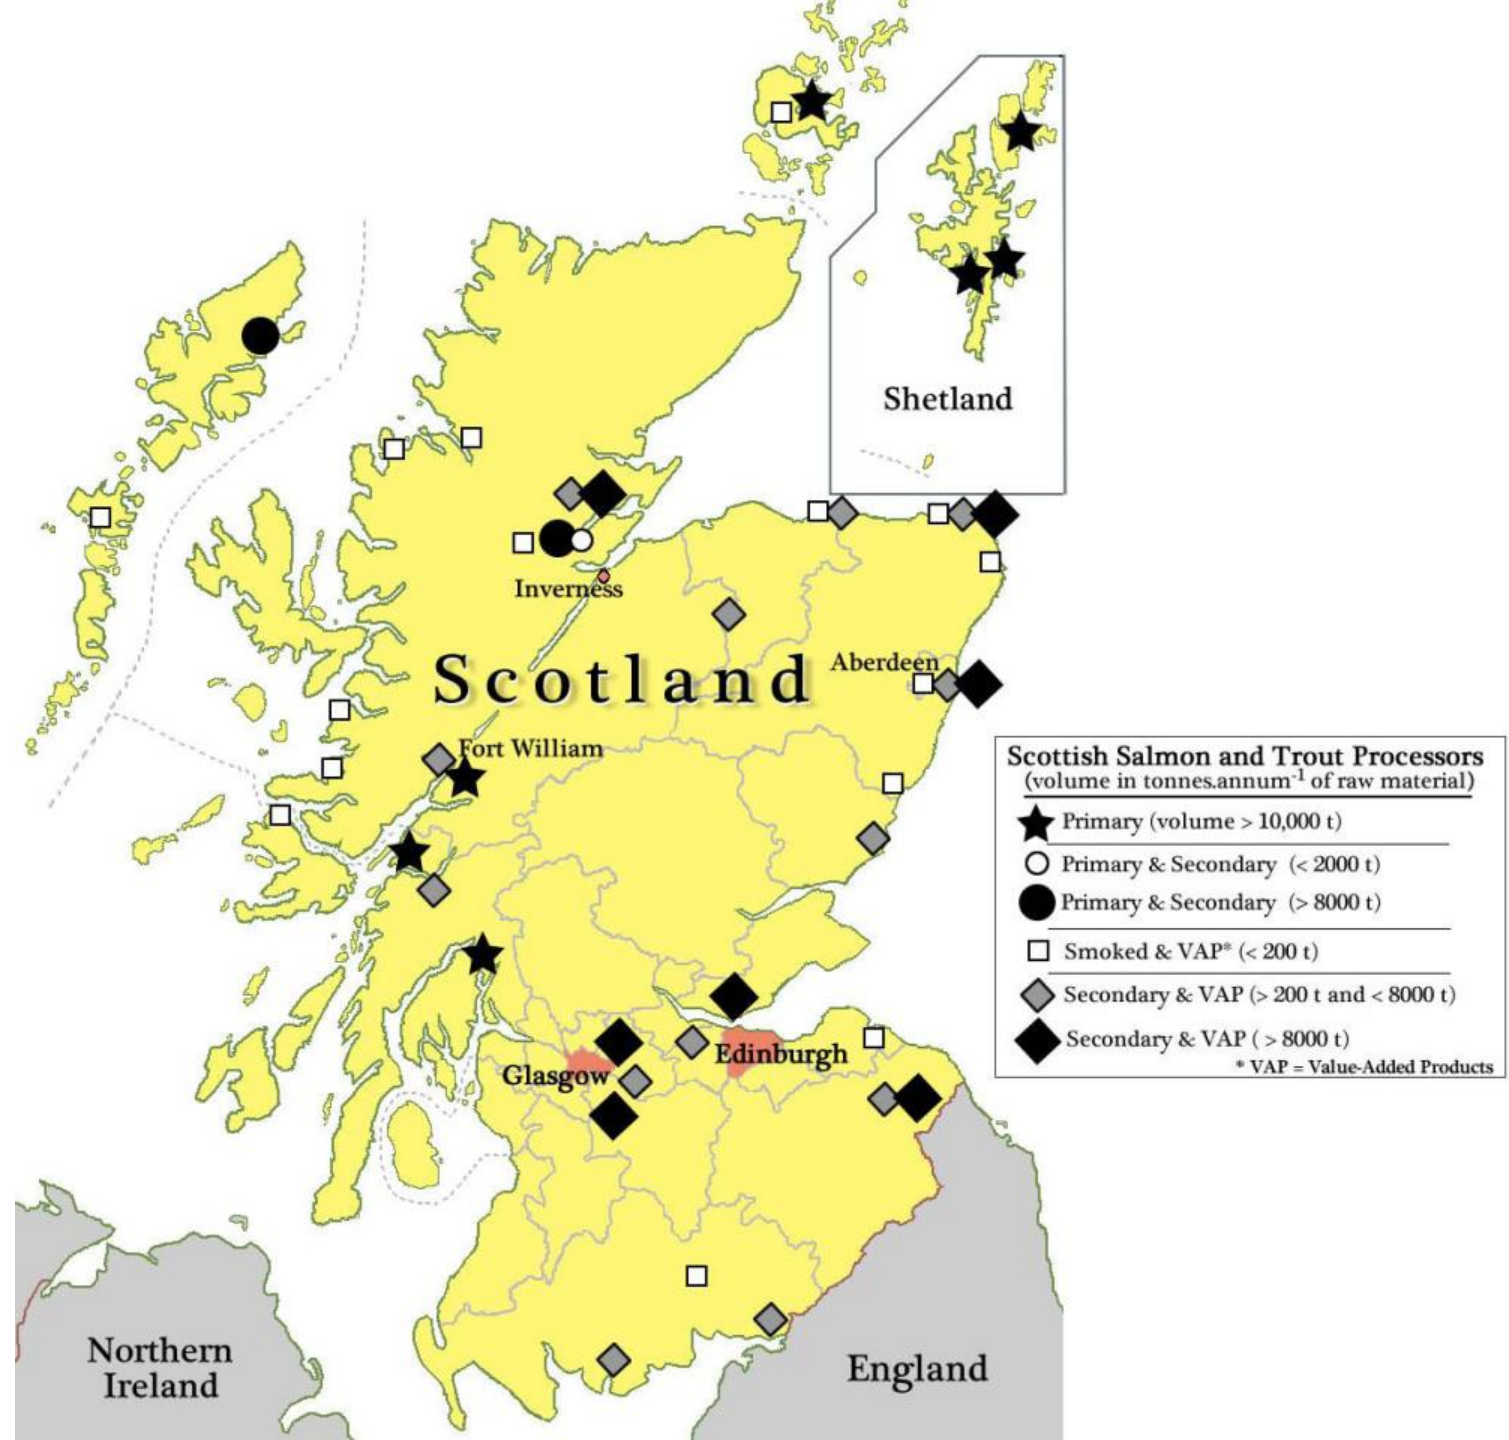 Shetland
Inverness
Scotland
Aberdeen
Fort William
Scottish Salmon and Trout Processors
(volume in tonnes.annum⁻¹ of raw material)
Primary (volume > 10,000 t)
Primary & Secondary (< 2000 t)
Primary & Secondary (> 8000 t)
Smoked & VAP* (< 200 t)
Secondary & VAP (> 200 t and < 8000 t)
Secondary & VAP ( > 8000 t)
* VAP = Value-Added Products
Edinburgh
Glasgow
Northern
Ireland
England